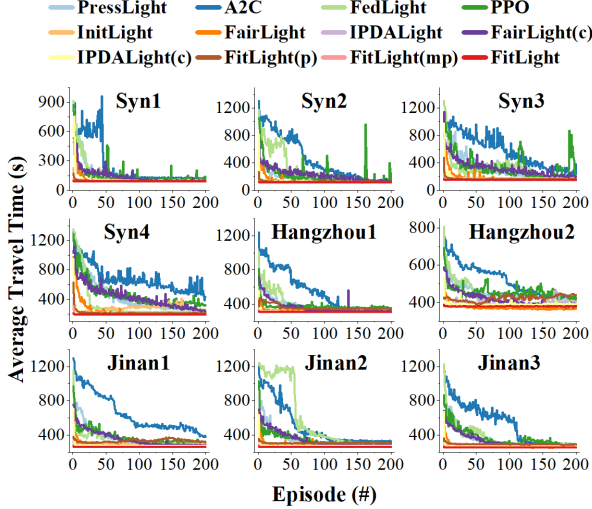 PressLight A2C FedLight PPO
InitLight FairLight IPDALight FairLight(c)
IPDALight(c) FitLight(p) FitLight(mp) FitLight
Average Travel Time (s)
Syn1 Syn2 Syn3
900 1200 1200
600 800 800
300 400 400
0 0 0
0 50 100 150 200 0 50 100 150 200 0 50 100 150 200
Syn4 Hangzhou1 Hangzhou2
1200 1200 800
800 800 600
400 400 400
0 50 100 150 200 0 50 100 150 200 0 50 100 150 200
Jinan1 Jinan2 Jinan3
1200 1200 1200
800 800 800
400 400 400
0 50 100 150 200 0 50 100 150 200 0 50 100 150 200
Episode (#)